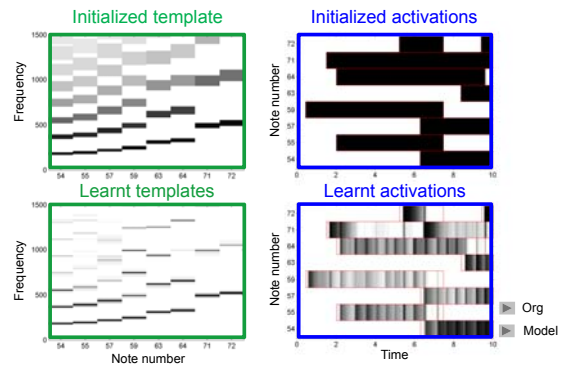 Initialized template
Initialized activations
Frequency
1500
1000
500
0
54 55 57 59 63 64 71 72
Note number
72
71
64
63
59
57
55
54
0 2 4 6 8 10
Learnt templates
Learnt activations
Frequency
1500
1000
500
0
54 55 57 59 63 64 71 72
Note number
Note number
72
71
64
63
59
57
55
54
0 2 4 6 8 10
Time
Org
Model